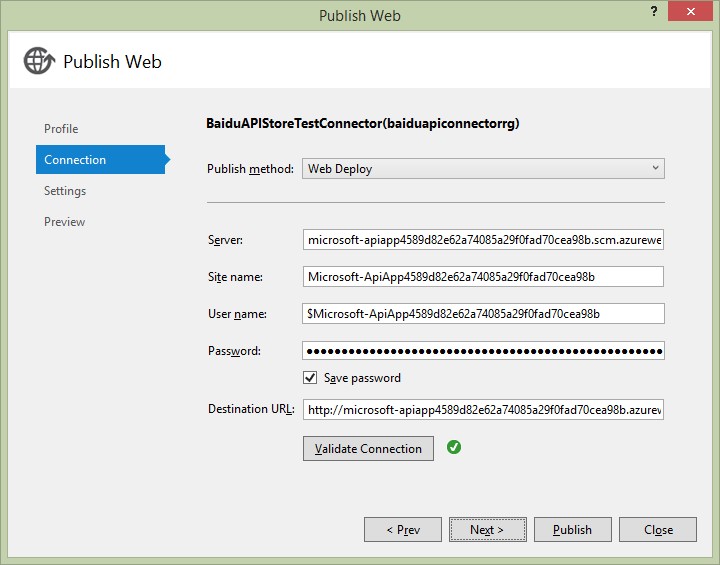 Publish Web
?
Publish Web
Profile
Connection
Settings
Preview
BaiduAPIStoreTestConnector(baiduapiconnectorrg)
Publish method: Web Deploy
Server: microsoft-apiapp4589d82e62a74085a29f0fad70cea98b.scm.azurewe
Site name: Microsoft-ApiApp4589d82e62a74085a29f0fad70cea98b
User name: $Microsoft-ApiApp4589d82e62a74085a29f0fad70cea98b
Password:
Save password
Destination URL: http://microsoft-apiapp4589d82e62a74085a29f0fad70cea98b.azurew
Validate Connection
< Prev Next > Publish Close